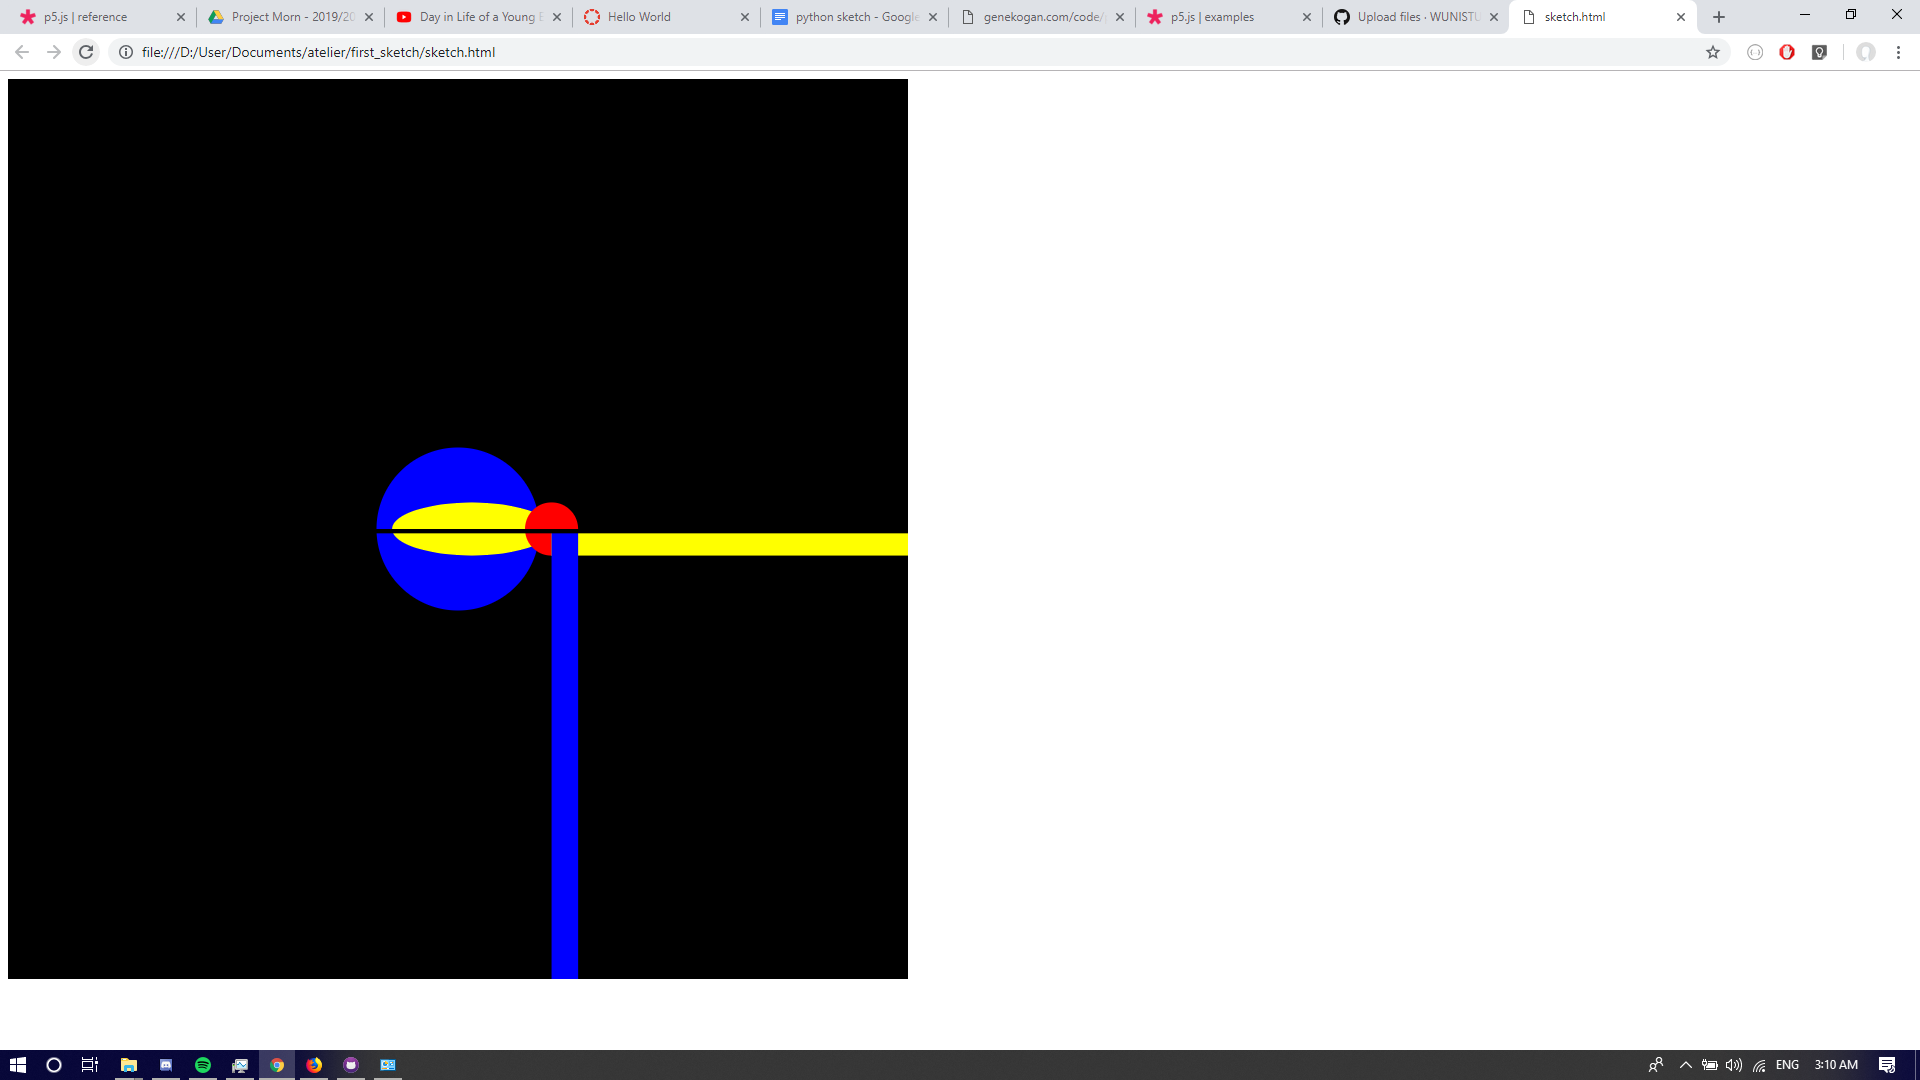 p5.js | reference
Project Morn - 2019/20
Day in Life of a Young
Hello World
python sketch - Google
genekogan.com/code/
p5.js | examples
Upload files · WUNISTU
sketch.html
file:///D:/User/Documents/atelier/first_sketch/sketch.html
ENG
3:10 AM